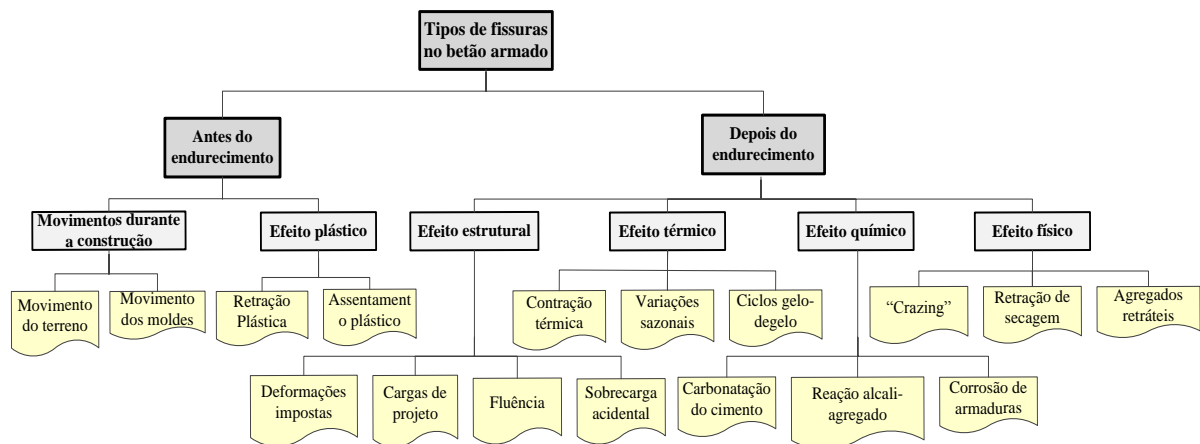 Tipos de fissuras
no betão armado
Antes do
endurecimento
Depois do
endurecimento
Movimentos durante
a construção
Efeito plástico
Efeito estrutural
Efeito térmico
Efeito químico
Efeito físico
Movimento
do terreno
Movimento
dos moldes
Retração
Plástica
Assentament
o plástico
Contração
térmica
Variações
sazonais
Ciclos gelo-
degelo
“Crazing”
Retração de
secagem
Agregados
retráteis
Deformações
impostas
Cargas de
projeto
Fluência
Sobrecarga
acidental
Carbonatação
do cimento
Reação alcali-
agregado
Corrosão de
armaduras